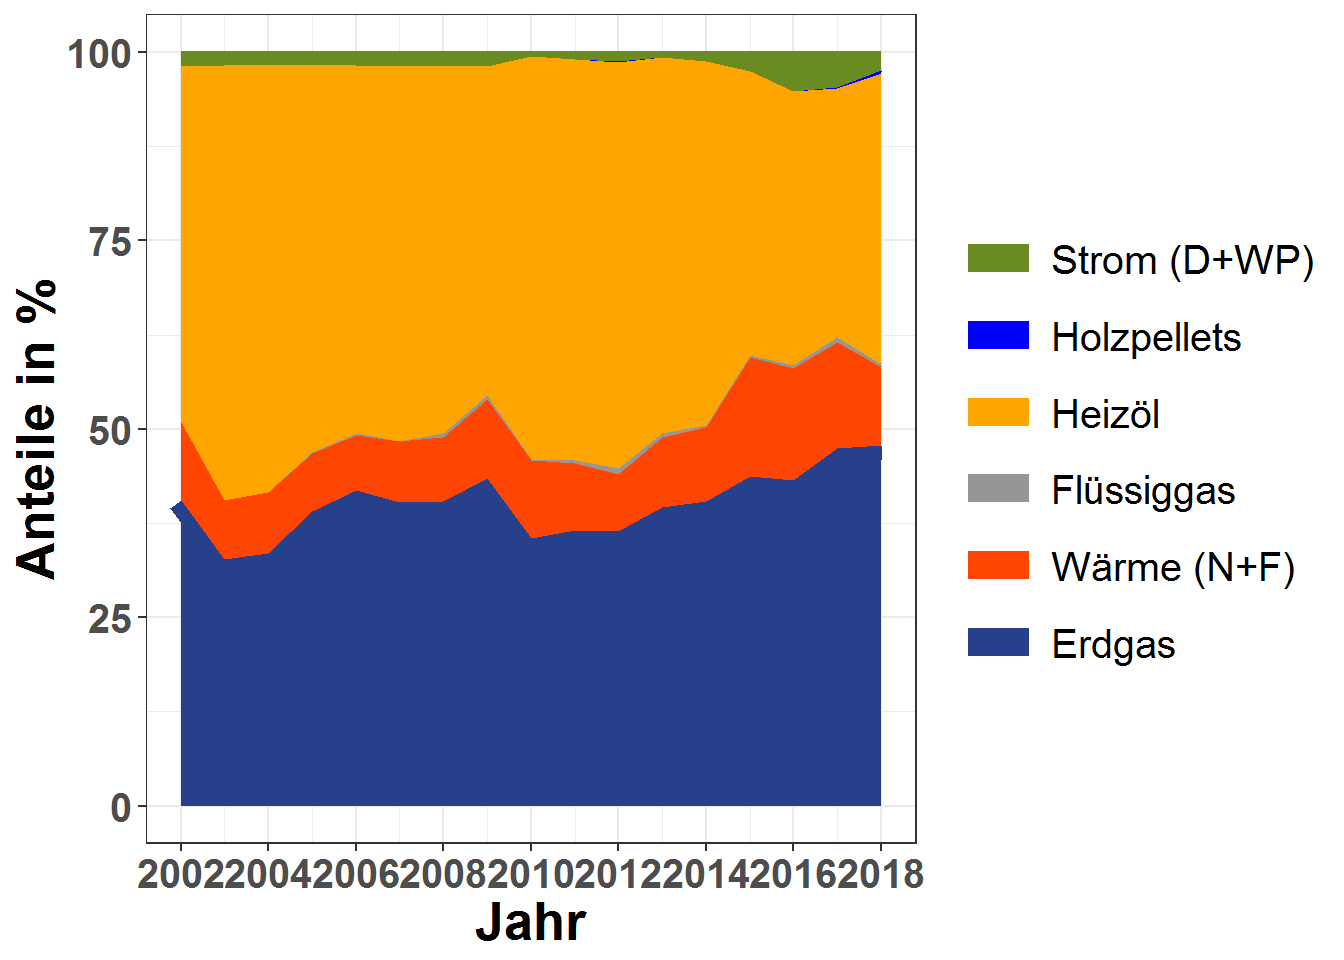 Anteile in %
100
75
50
25
0
2002 2004 2006 2008 2010 2012 2014 2016 2018
Jahr
Strom (D+WP)
Holzpellets
Heizöl
Flüssiggas
Wärme (N+F)
Erdgas